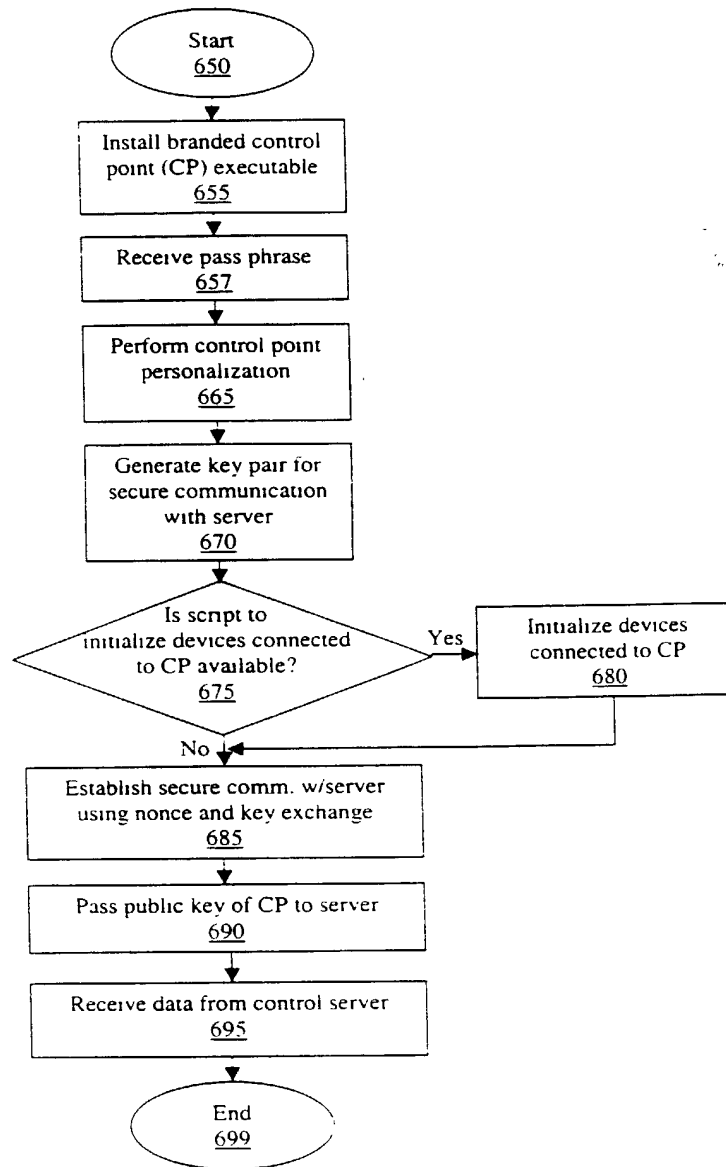 Start
650
Install branded control
point (CP) executable
655
Receive pass phrase
657
Perform control point
personalization
665
Generate key pair for
secure communication
with server
670
Is script to
initialize devices connected
to CP available?
675
Yes
Initialize devices
connected to CP
680
No
Establish secure comm. w/server
using nonce and key exchange
685
Pass public key of CP to server
690
Receive data from control server
695
End
699